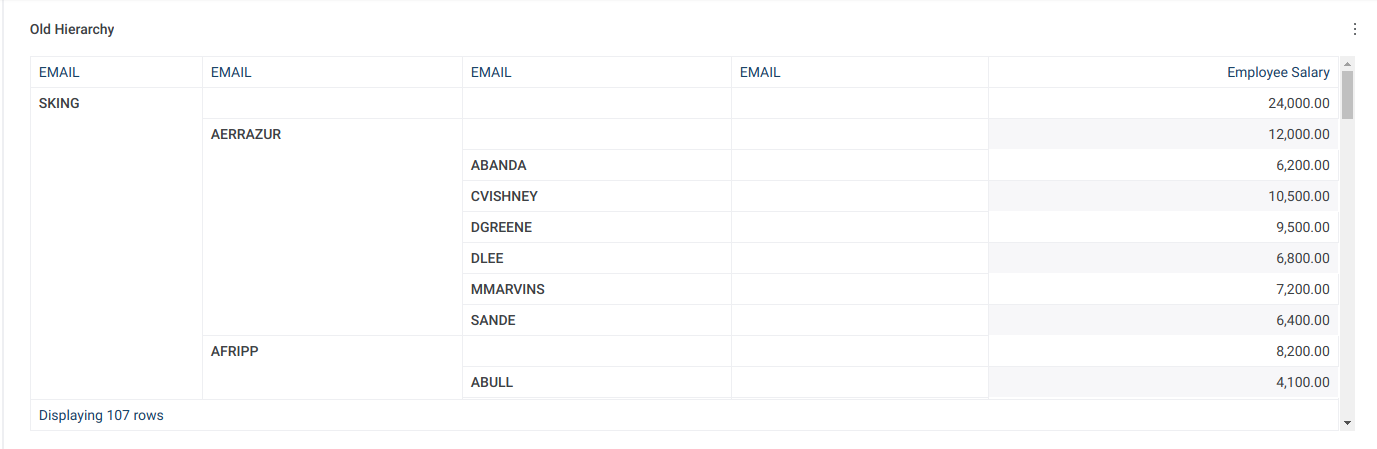 Old Hierarchy
EMAIL EMAIL EMAIL EMAIL Employee Salary
SKING 24,000.00
AERRAZUR 12,000.00
ABANDA 6,200.00
CVISHNEY 10,500.00
DGREENE 9,500.00
DLEE 6,800.00
MMARVINS 7,200.00
SANDE 6,400.00
AFRIPP 8,200.00
ABULL 4,100.00
Displaying 107 rows